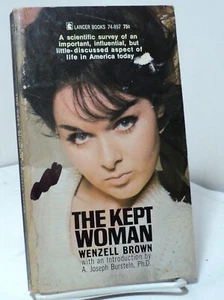 LANCER BOOKS 74-857 75¢
A scientific survey of an
important, influential, but
little-discussed aspect of
life in America today
THE KEPT
WOMAN
WENZELL BROWN
with an Introduction by
A. Joseph Burstein, Ph.D.